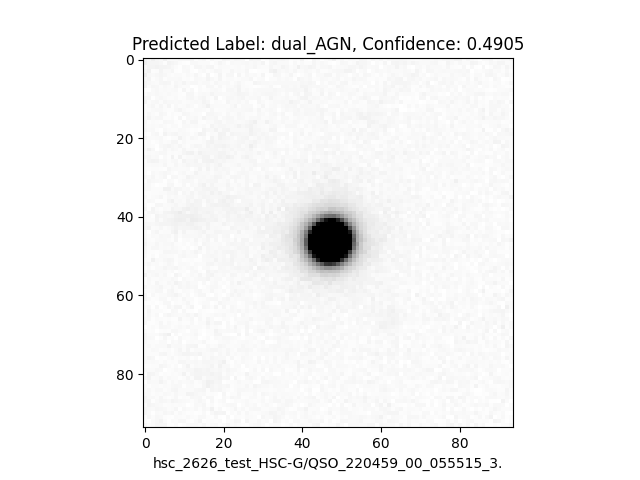 Predicted Label: dual_AGN, Confidence: 0.4905
0
20
40
60
80
0 20 40 60 80
hsc_2626_test_HSC-G/QSO_220459_00_055515_3.